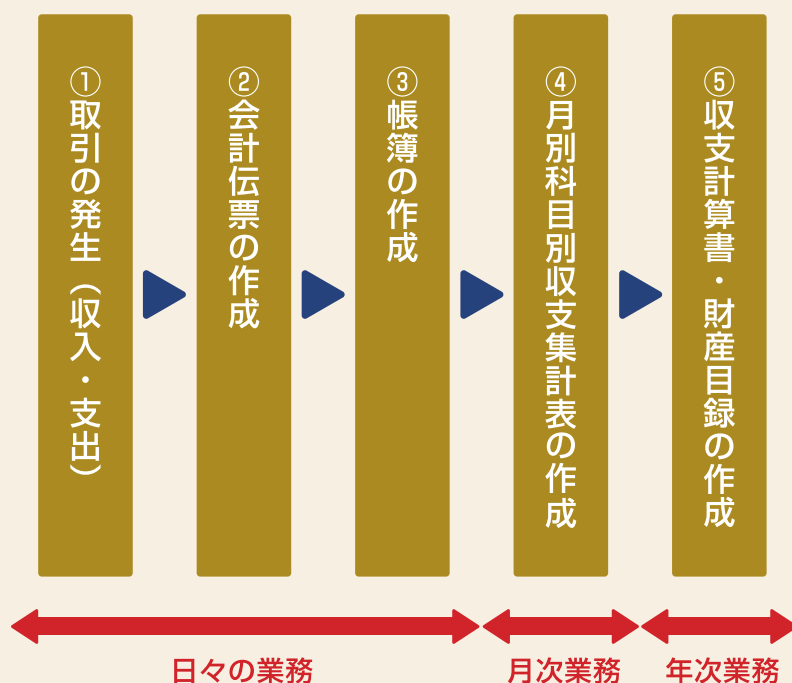 ①取引の発生（収入・支出）
②会計伝票の作成
③帳簿の作成
④月別科目別収支集計表の作成
⑤収支計算書・財産目録の作成
日々の業務
月次業務
年次業務